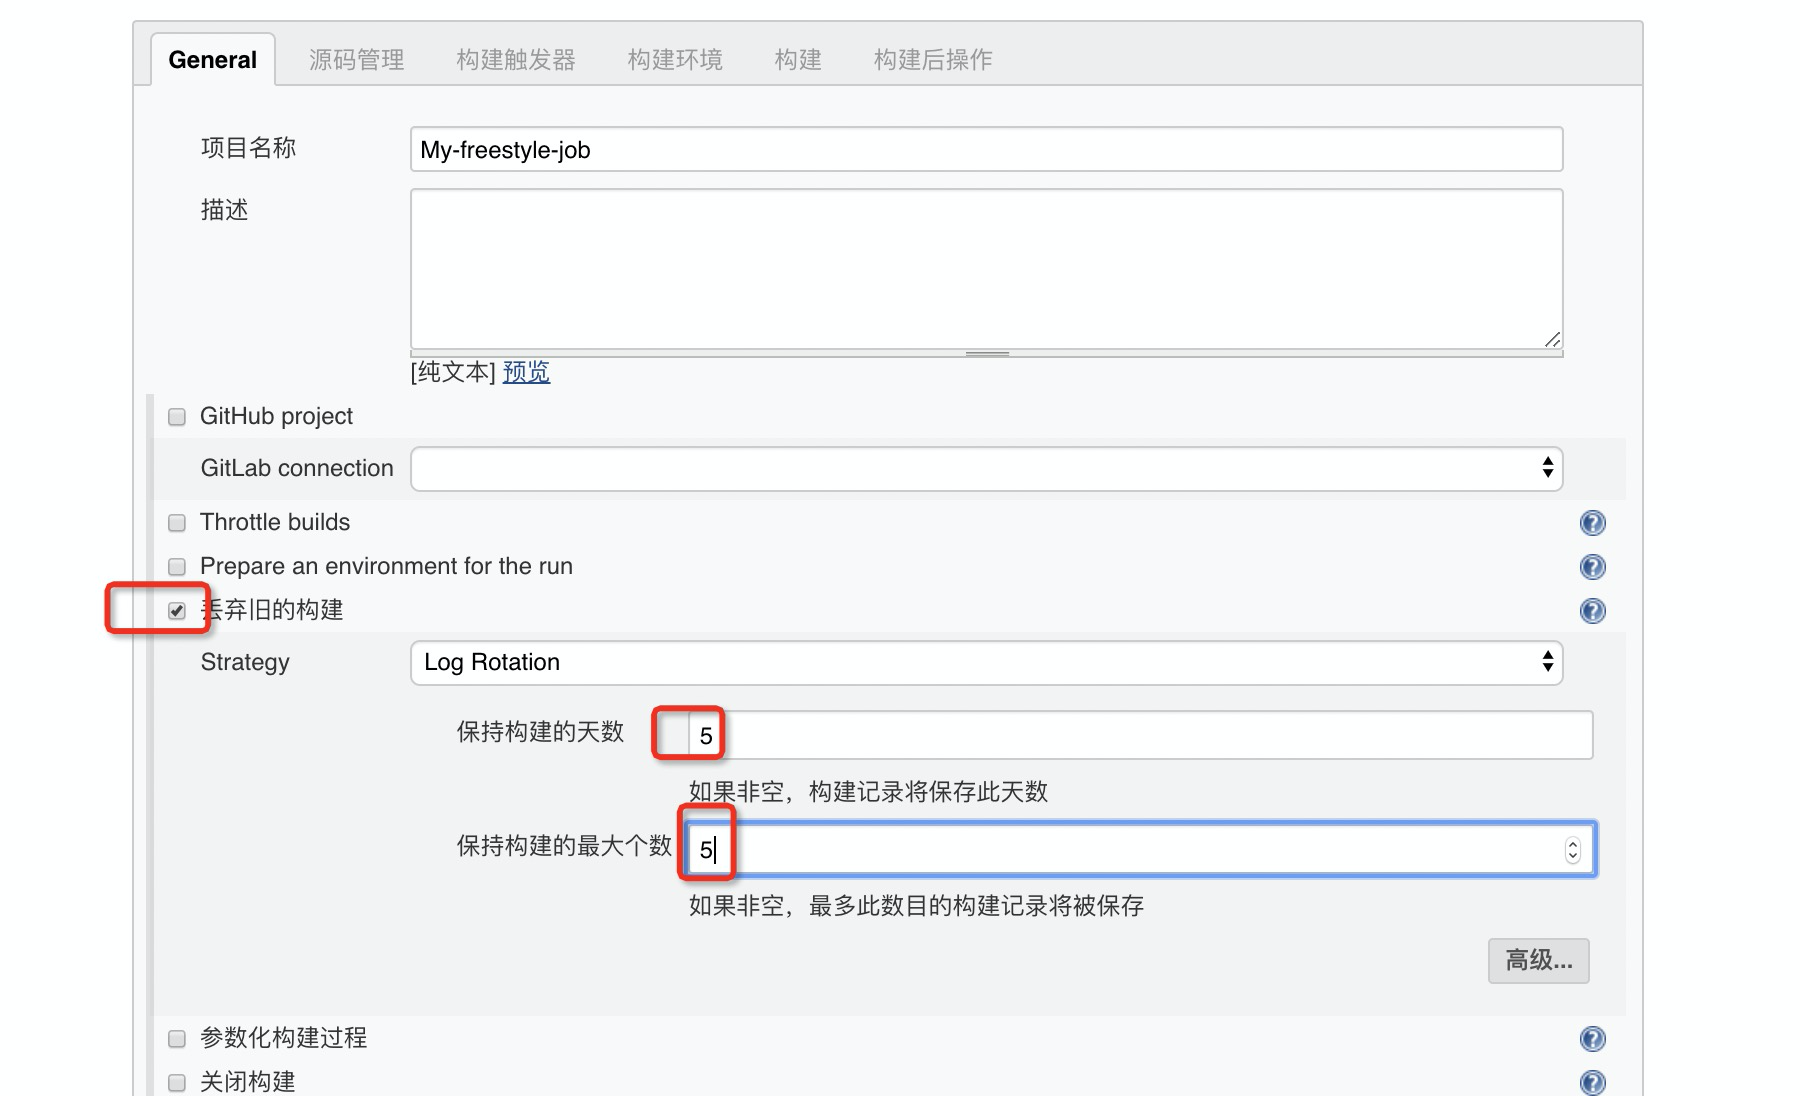 General 源码管理 构建触发器 构建环境 构建 构建后操作
项目名称 My-freestyle-job
描述
[纯文本] 预览
GitHub project
GitLab connection
Throttle builds
Prepare an environment for the run
丢弃旧的构建
Strategy Log Rotation
保持构建的天数 5
如果非空，构建记录将保存此天数
保持构建的最大个数 5
如果非空，最多此数目的构建记录将被保存
高级...
参数化构建过程
关闭构建